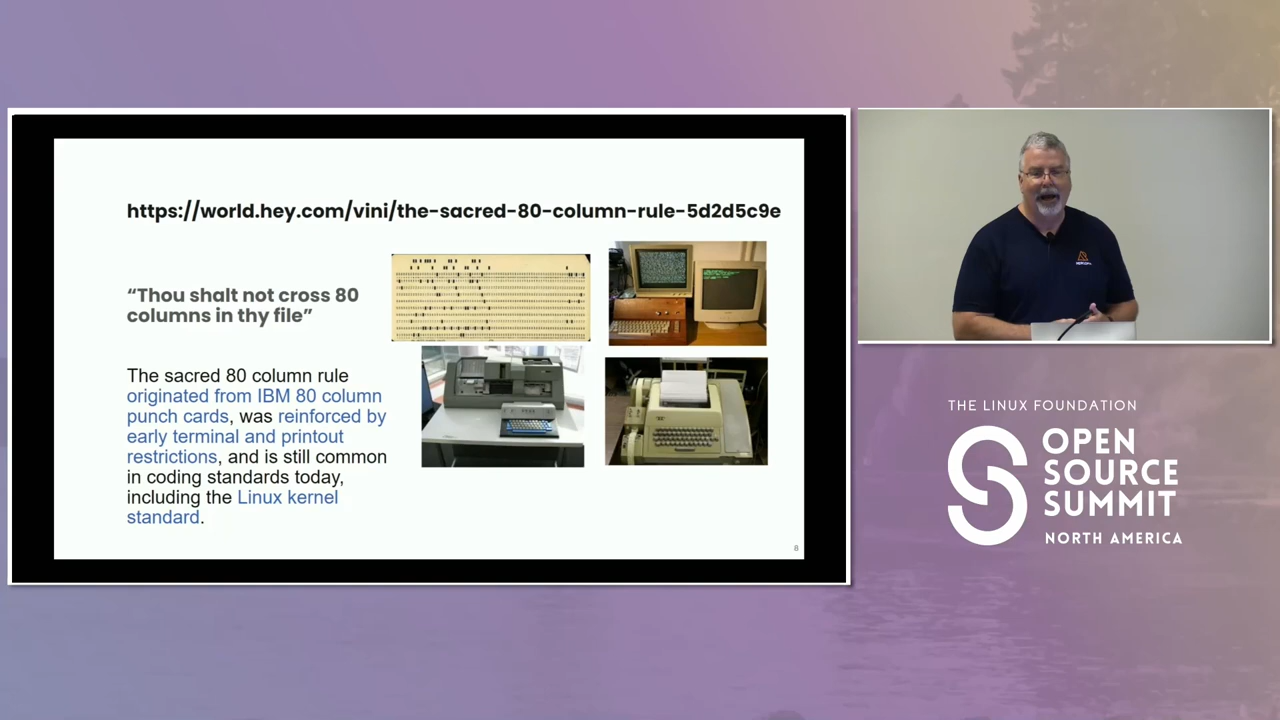 https://world.hey.com/vini/the-sacred-80-column-rule-5d2d5c9e
“Thou shalt not cross 80
columns in thy file”
The sacred 80 column rule
originated from IBM 80 column
punch cards, was reinforced by
early terminal and printout
restrictions, and is still common
in coding standards today,
including the Linux kernel
standard.
8
THE LINUX FOUNDATION
OPEN
SOURCE
SUMMIT
NORTH AMERICA